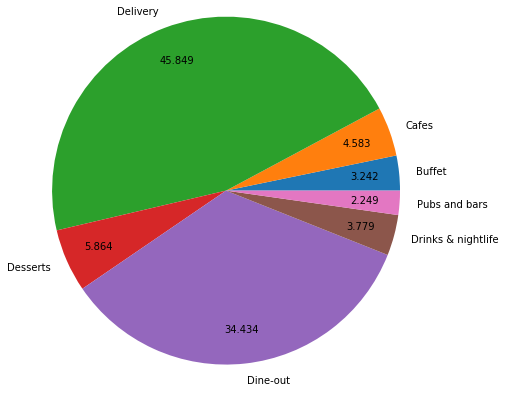 Delivery
45.849
Cafes
4.583
Buffet
3.242
2.249
Pubs and bars
3.779
Drinks & nightlife
5.864
Desserts
34.434
Dine-out